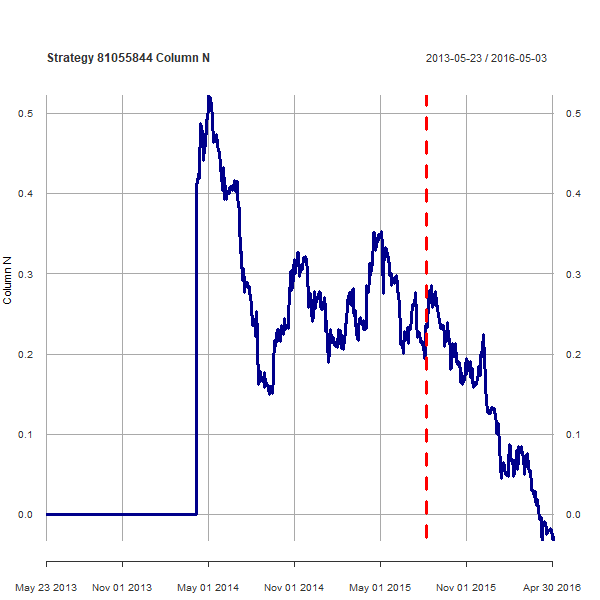 Strategy 81055844 Column N
2013-05-23 / 2016-05-03
Column N
0.5
0.4
0.3
0.2
0.1
0.0
0.5
0.4
0.3
0.2
0.1
0.0
May 23 2013
Nov 01 2013
May 01 2014
Nov 01 2014
May 01 2015
Nov 01 2015
Apr 30 2016